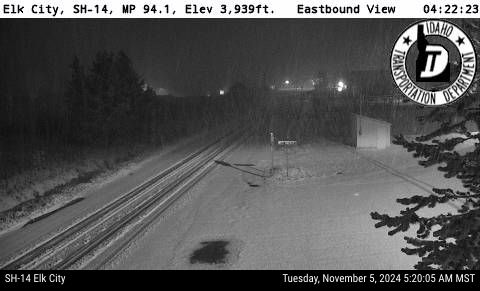 Elk City, SH-14, MP 94.1, Elev 3,939ft. Eastbound View 04:22:23
IDAHO
TRANSPORTATION DEPARTMENT
SH-14 Elk City Tuesday, November 5, 2024 5:20:05 AM MST